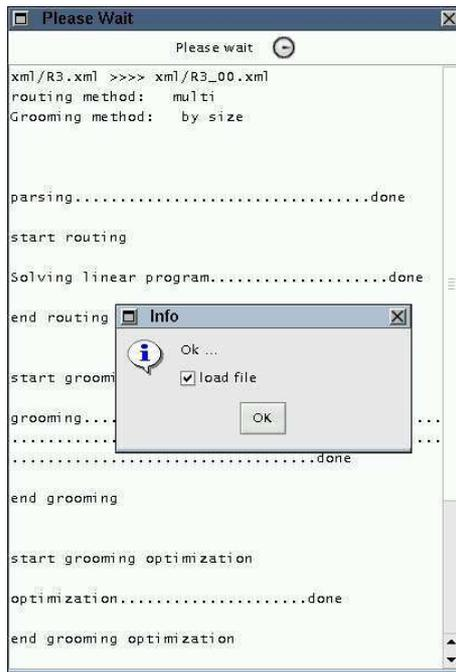 Please Wait
Please wait
xml/R3.xml >>>> xml/R3_00.xml
routing method: multi
Grooming method: by size
parsing.................................done
start routing
Solving linear program....................done
end routing
Info
Ok ...
load file
OK
start groomi
grooming....
...................................done
end grooming
start grooming optimization
optimization.....................done
end grooming optimization